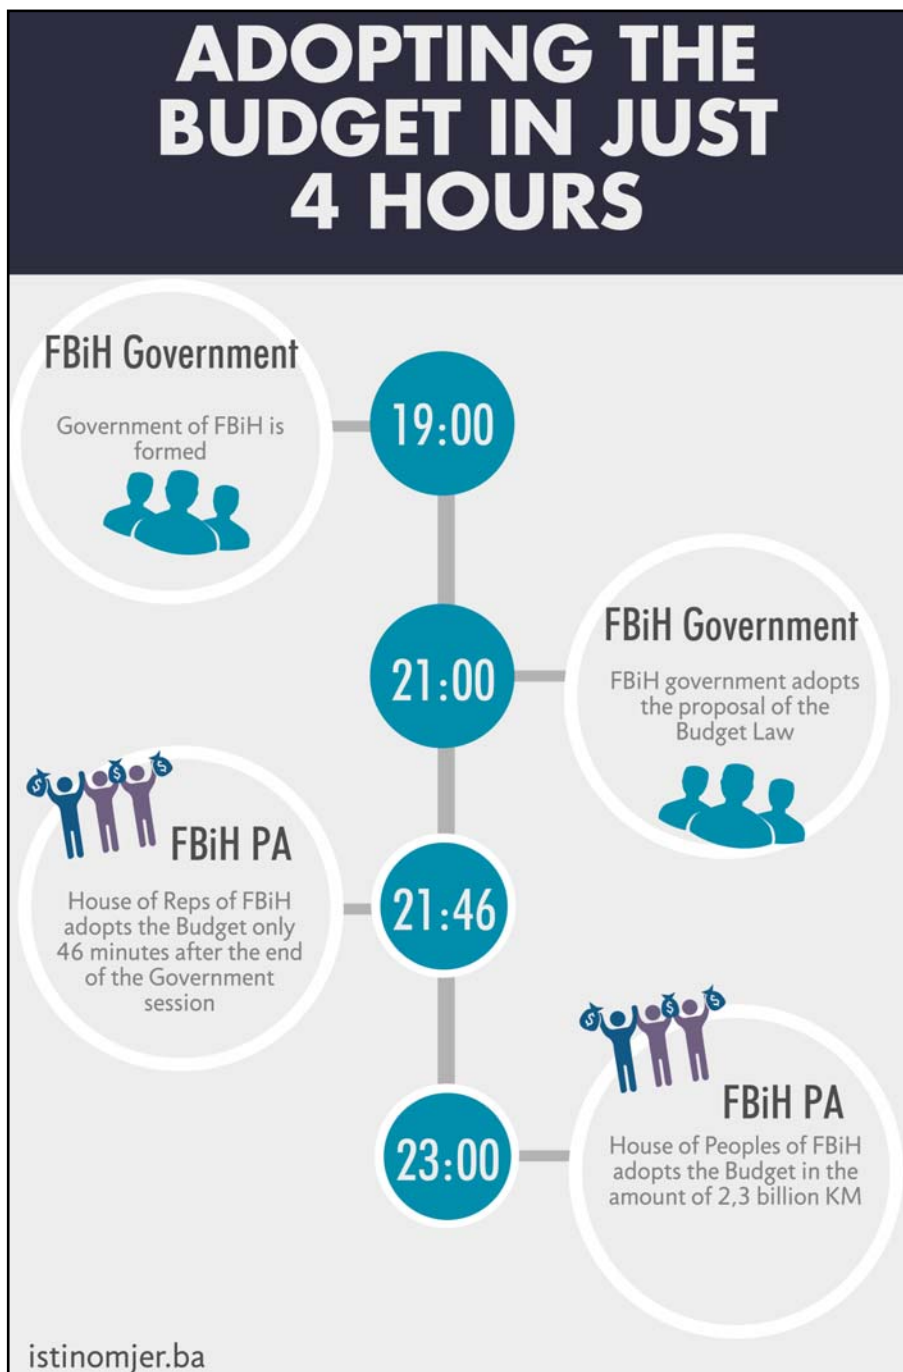 ADOPTING THE
BUDGET IN JUST
4 HOURS
FBiH Government
Government of FBiH is
formed
19:00
21:00
FBiH Government
FBiH government adopts
the proposal of the
Budget Law
$ $ $
FBiH PA
House of Reps of FBiH
adopts the Budget only
46 minutes after the end
of the Government
session
21:46
$ $ $
FBiH PA
House of Peoples of FBiH
adopts the Budget in the
amount of 2,3 billion KM
23:00
istinomjer.ba